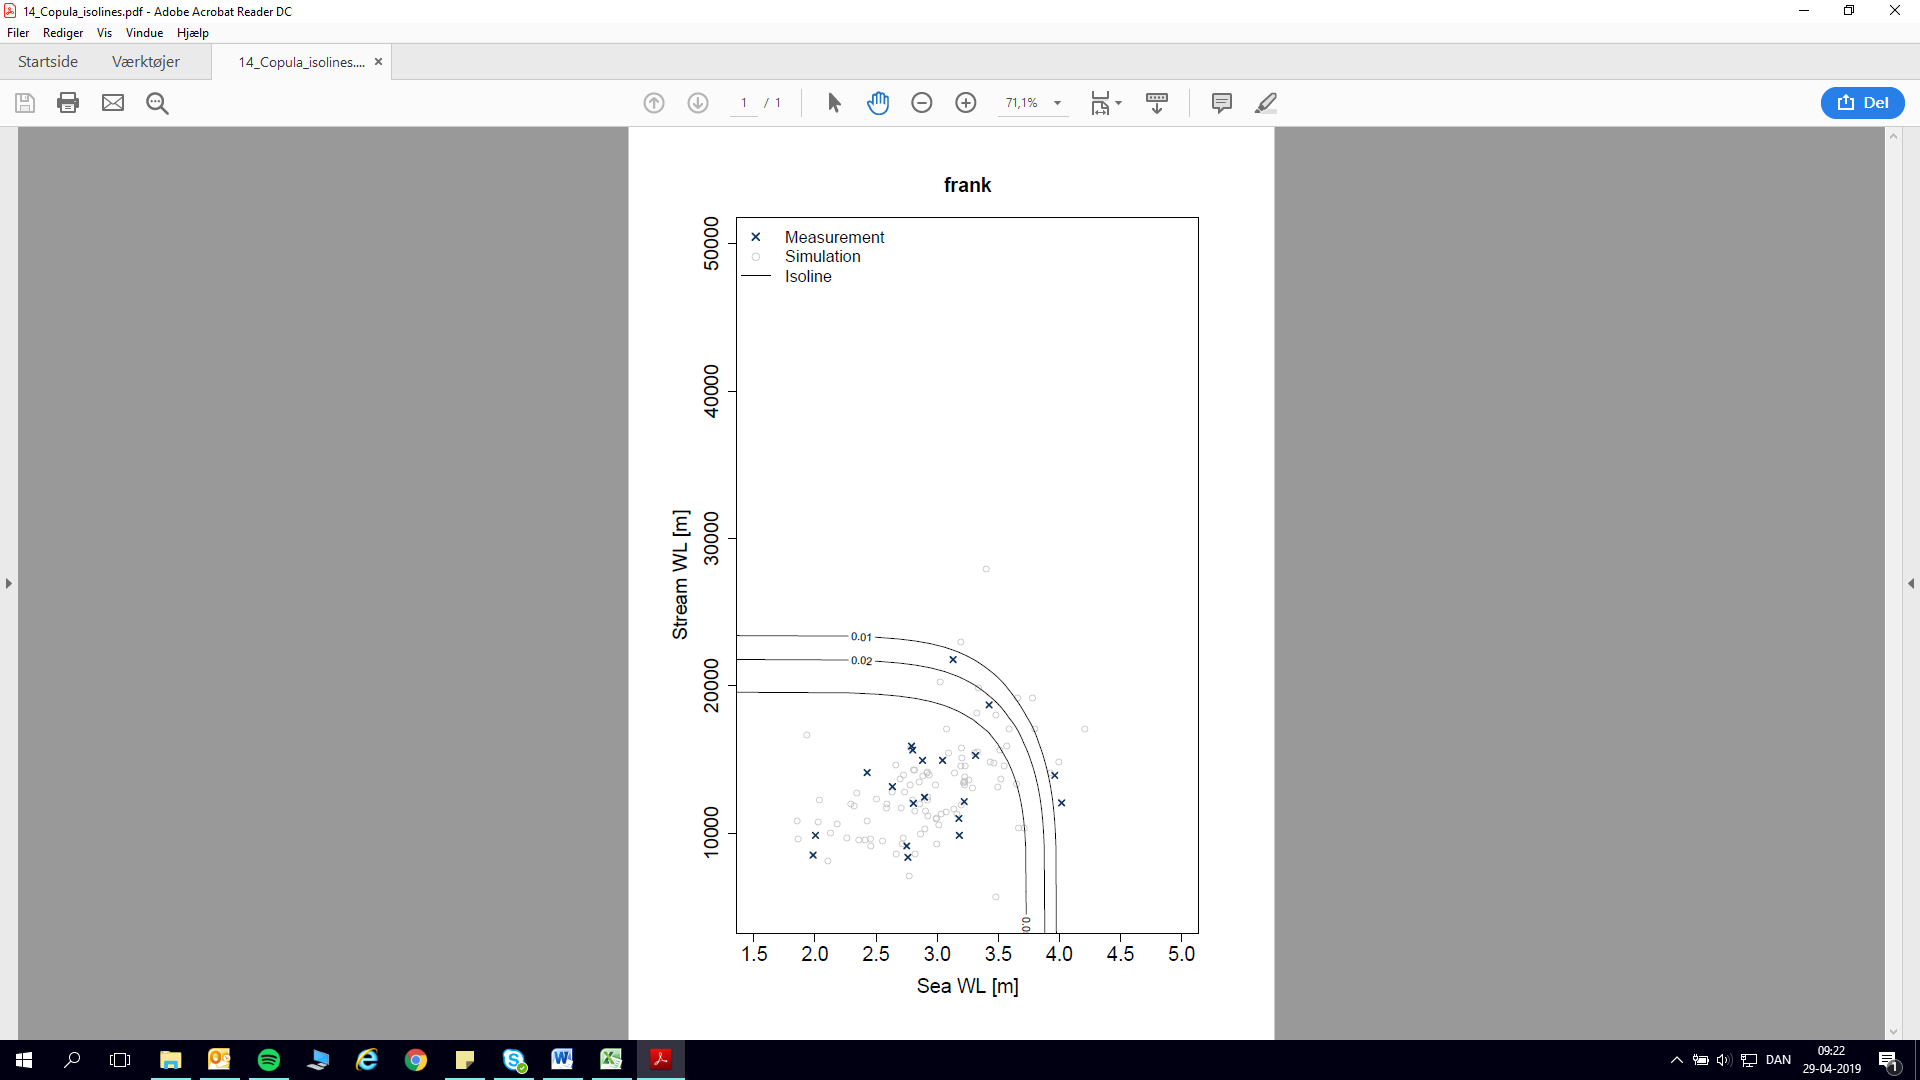 14_Copula_isolines.pdf - Adobe Acrobat Reader DC
Filer Rediger Vis Vindue Hjælp
Startside Værktøjer 14_Copula_isolines....
1 / 1 71,1% Del
frank
Measurement
Simulation
Isoline
50000
40000
30000
20000
10000
Stream WL [m]
0.01
0.02
0.0
1.5 2.0 2.5 3.0 3.5 4.0 4.5 5.0
Sea WL [m]
DAN
09:22
29-04-2019
1